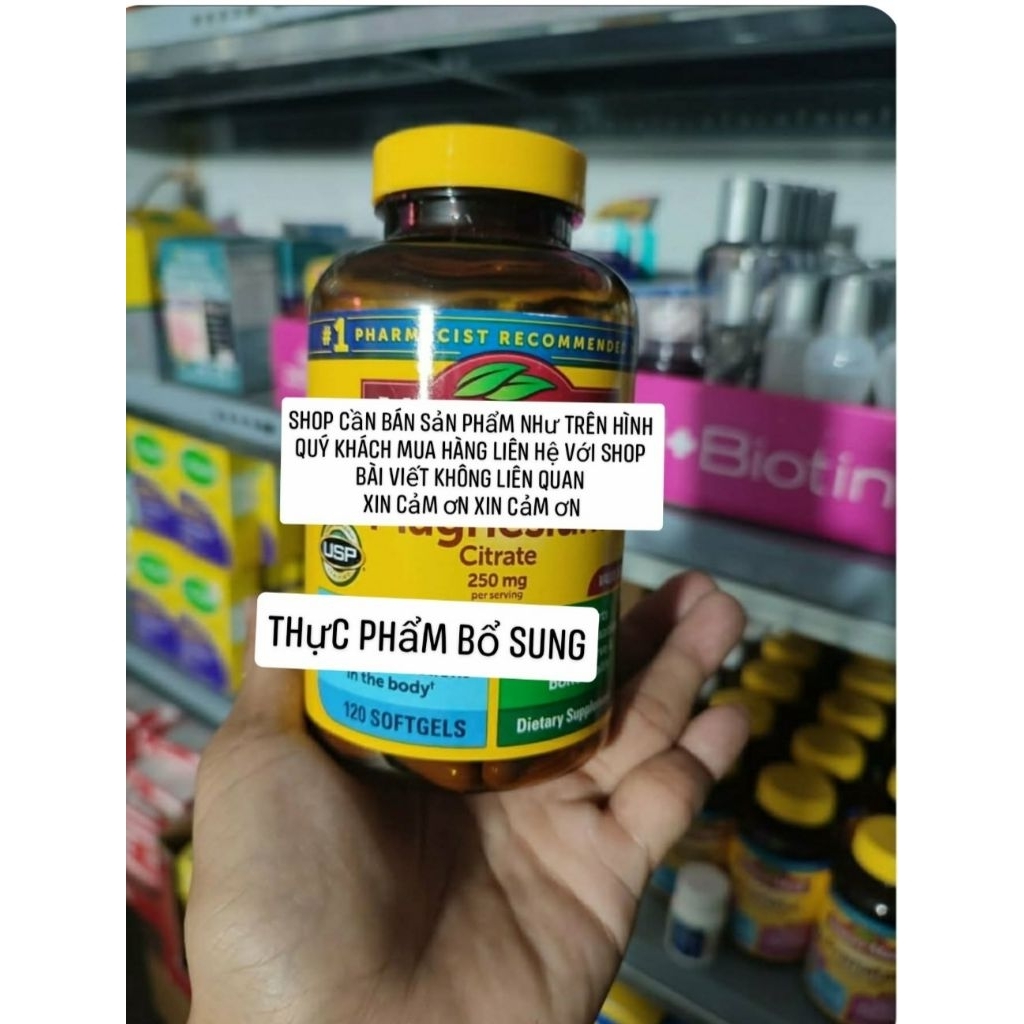 #1 PHARMACIST RECOMMENDED
SHOP CầN BÁN SảN PHẩM NHư TRÊN HÌNH
QUÝ KHÁCH MUA HÀNG LIÊN Hệ VớI SHOP
BÀI VIếT KHÔNG LIÊN QUAN
XIN CảM ơN XIN CảM ơN
Magnesium
Citrate
USP
250 mg
per serving
THựC PHẩM Bổ SUNG
in the body†
120 SOFTGELS
Dietary Supplement
+Biotin